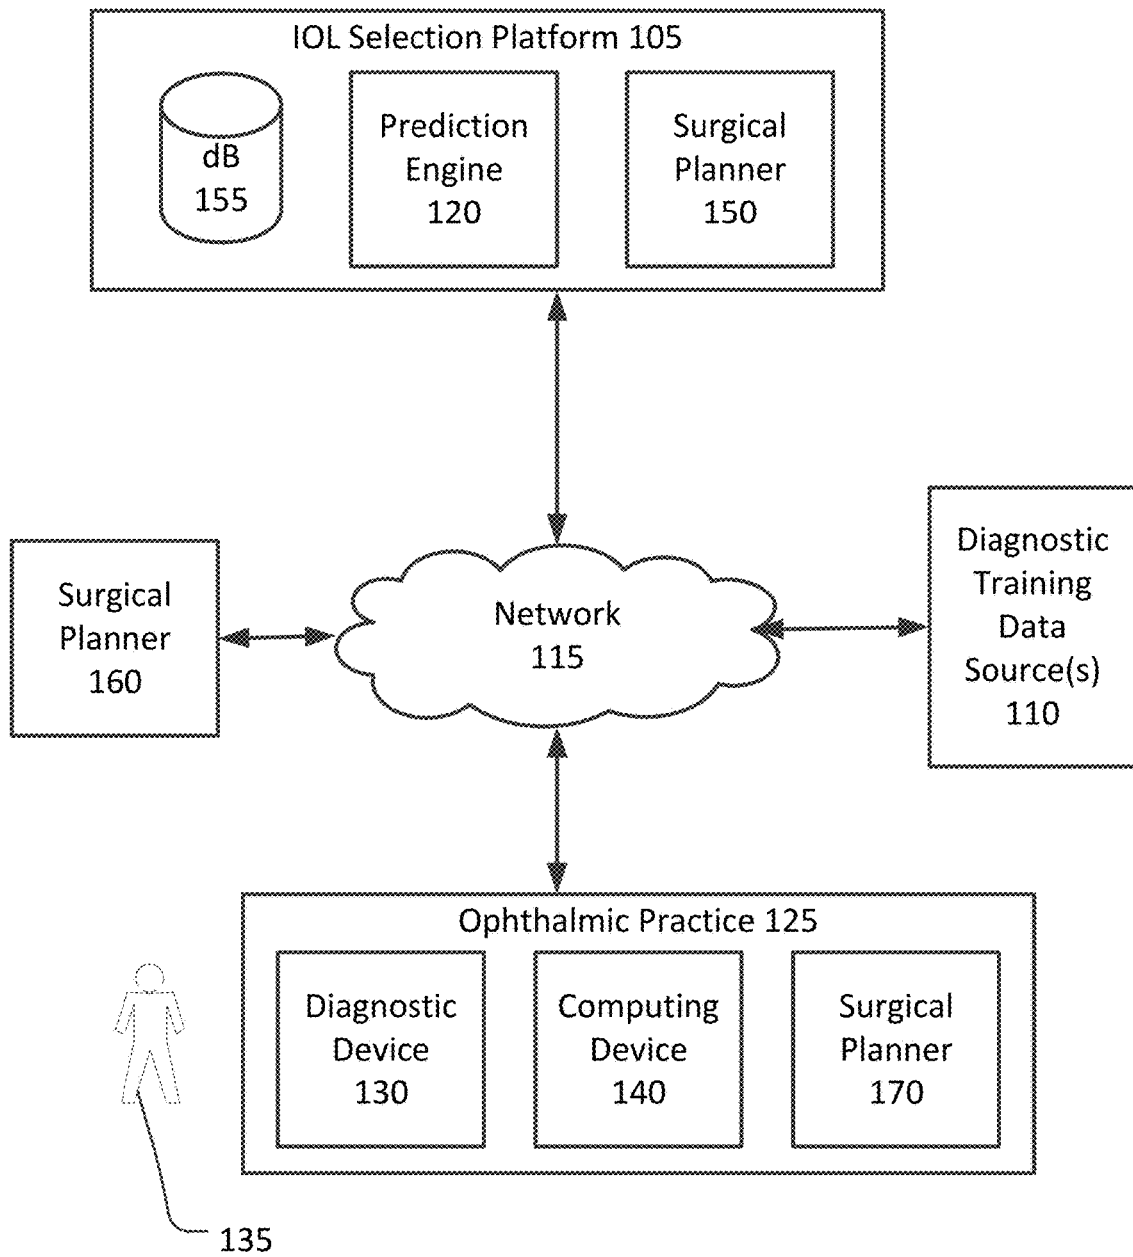 IOL Selection Platform 105
dB
155
Prediction
Engine
120
Surgical
Planner
150
Surgical
Planner
160
Network
115
Diagnostic
Training
Data
Source(s)
110
Ophthalmic Practice 125
Diagnostic
Device
130
Computing
Device
140
Surgical
Planner
170
135